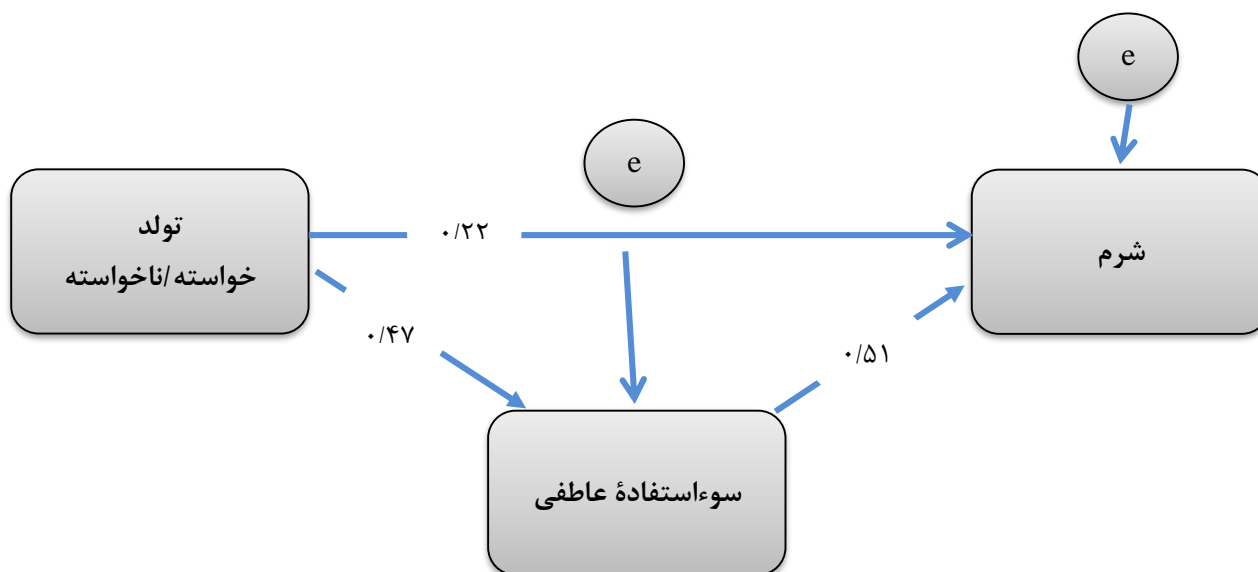 e
e
تولد
خواسته/ناخواسته
۰/۲۲
شرم
۰/۴۷
۰/۵۱
سوءاستفادهٔ عاطفی